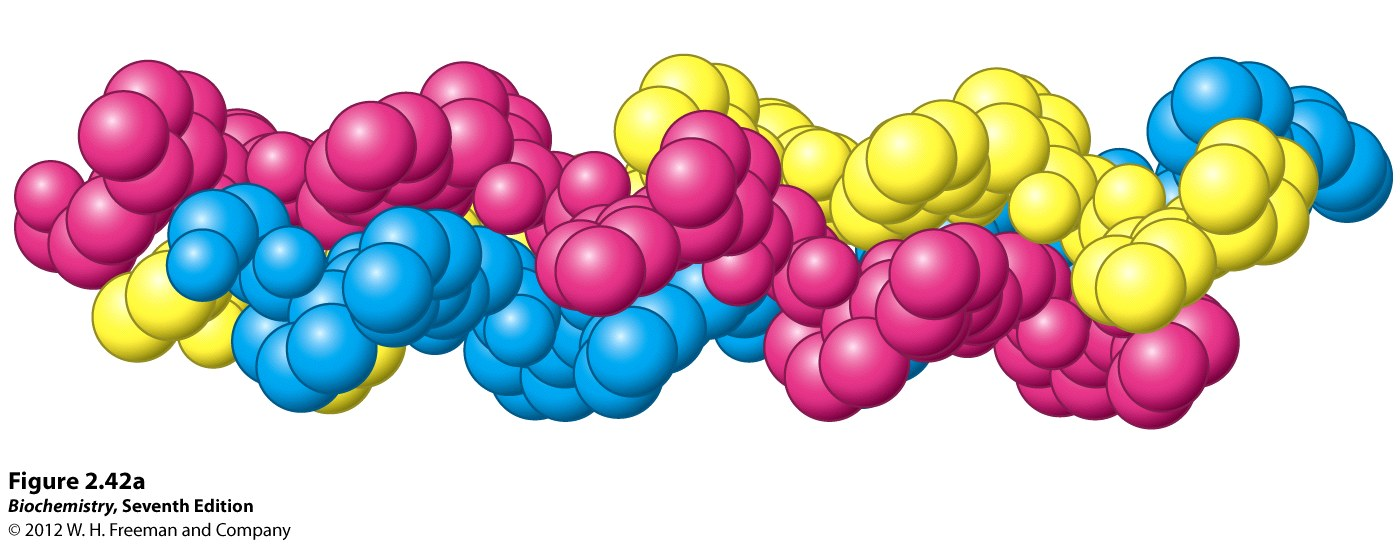 Figure 2.42a
Biochemistry, Seventh Edition
© 2012 W. H. Freeman and Company